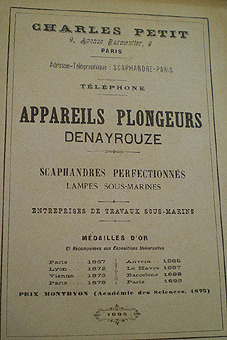 CHARLES PETIT
9, Avenue Parmentier, 9
PARIS
Adresse-Télégraphique : SCAPHANDRE-PARIS
TÉLÉPHONE
APPAREILS PLONGEURS
DENAYROUZE
SCAPHANDRES PERFECTIONNÉS
LAMPES SOUS-MARINES
ENTREPRISES DE TRAVAUX SOUS-MARINS
MÉDAILLES D'OR
Et Récompenses aux Expositions Universelles
Paris 1867 Anvers 1885
Lyon 1872 Le Havre 1887
Vienne 1873 Barcelone 1888
Paris 1878 Paris 1889
PRIX MONTHYON (Académie des Sciences, 1875)